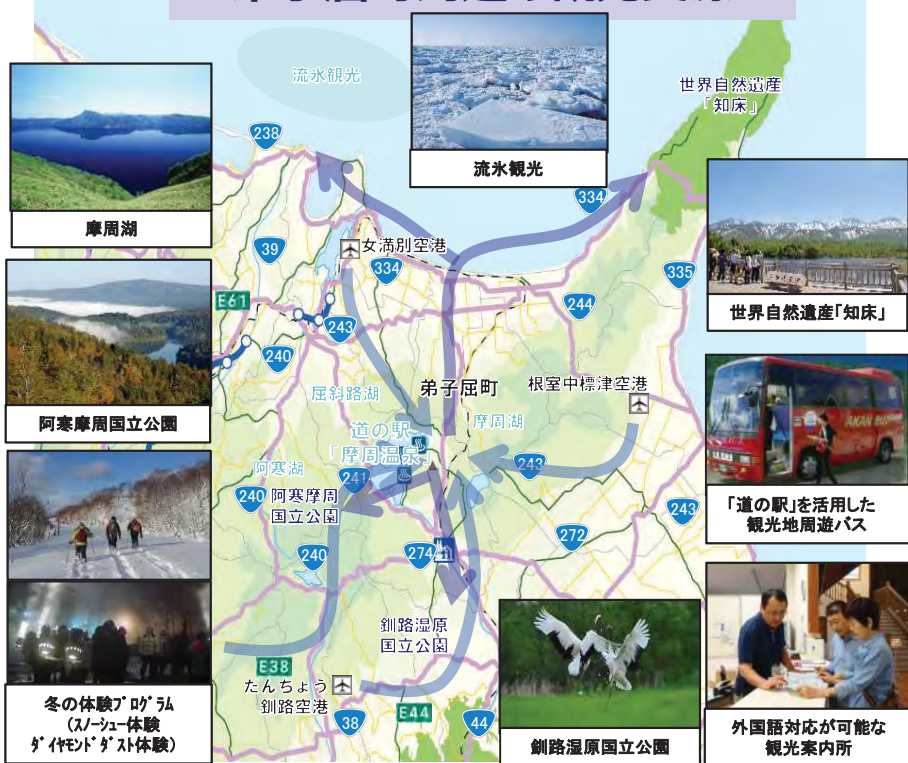 流氷観光
世界自然遺産
「知床」
238
流氷観光
摩周湖
334
39
女満別空港
334
335
世界自然遺産「知床」
E61
243
244
240
阿寒摩周国立公園
屈斜路湖
弟子屈町
根室中標津空港
道の駅
「摩周温泉」
摩周湖
AKAN BUS
阿寒湖
241
243
240
阿寒摩周
国立公園
「道の駅」を活用した
観光地周遊バス
243
272
240
274
釧路湿原
国立公園
E38
たんちょう
釧路空港
38
E44
44
冬の体験プログラム
(スノーシュー体験
ダイヤモンドダスト体験)
釧路湿原国立公園
外国語対応が可能な
観光案内所